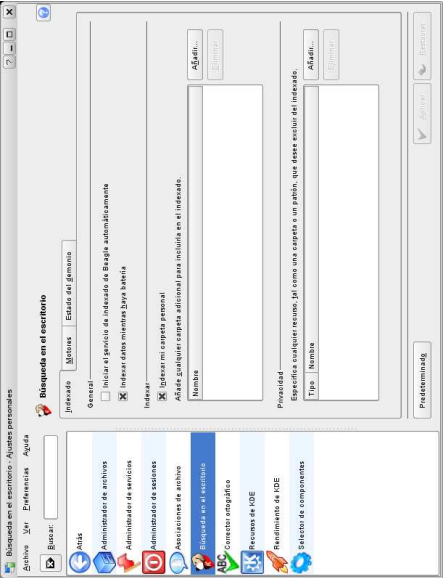 Búsqueda en el escritorio - Ajustes personales
Archivo Ver Preferencias Ayuda
Buscar:
Atrás
Administrador de archivos
Administrador de servicios
Administrador de sesiones
Asociaciones de archivo
Búsqueda en el escritorio
ABC Corrector ortográfico
Recursos de KDE
Rendimiento de KDE
Selector de componentes
Búsqueda en el escritorio
Indexado Motores Estado del demonio
General
Iniciar el servicio de indexado de Beagle automáticamente
Indexar datos mientras haya batería
Indexar
Indexar mi carpeta personal
Añade cualquier carpeta adicional para incluirla en el indexado.
Nombre
Añadir...
Eliminar
Privacidad
Especifica cualquier recurso, tal como una carpeta o un patrón, que desee excluir del indexado.
Tipo Nombre
Añadir...
Eliminar
Predeterminado
Aplicar
Restaurar